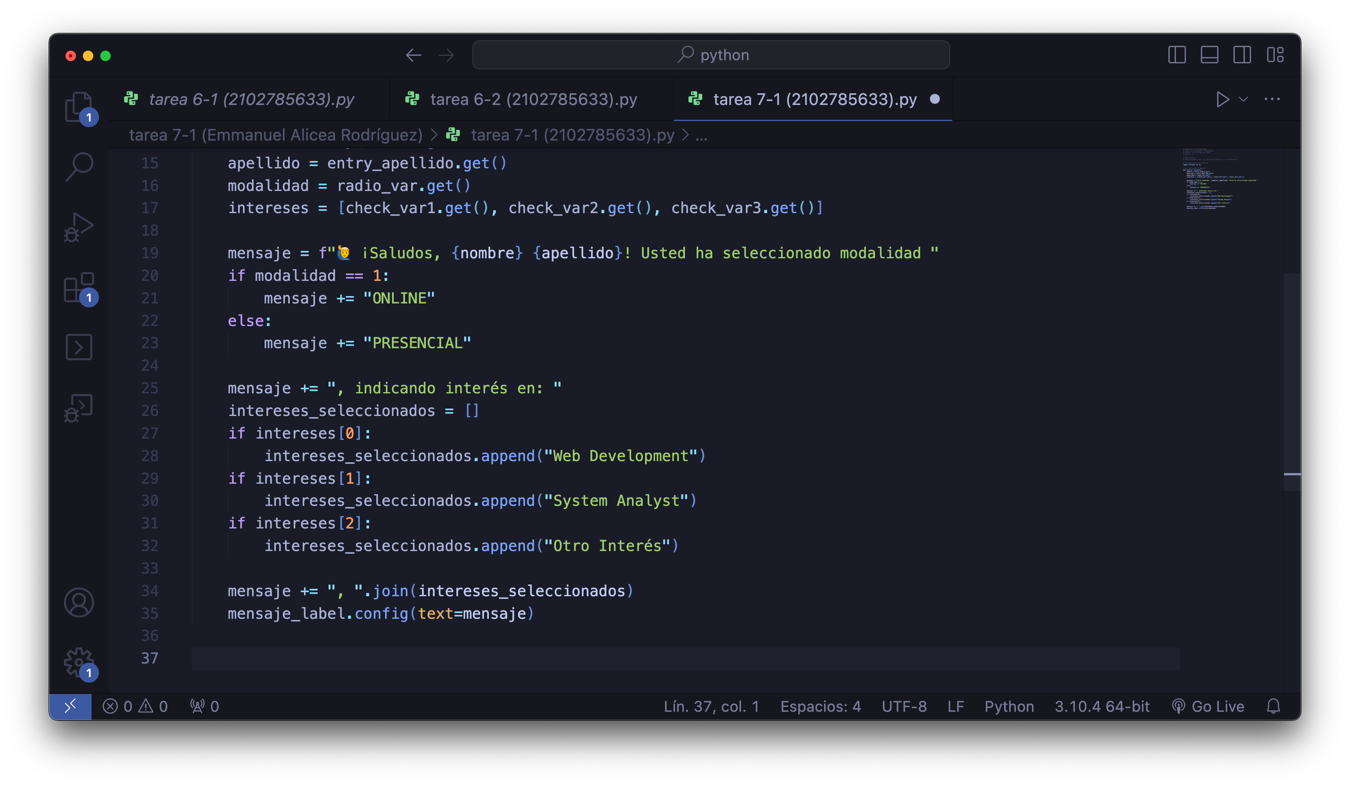 python
1
tarea 6-1 (2102785633).py
tarea 6-2 (2102785633).py
tarea 7-1 (2102785633).py
tarea 7-1 (Emmanuel Alicea Rodríguez) > tarea 7-1 (2102785633).py > ...
15 apellido = entry_apellido.get()
16 modalidad = radio_var.get()
17 intereses = [check_var1.get(), check_var2.get(), check_var3.get()]
18
19 mensaje = f"🙋‍♂️ ¡Saludos, {nombre} {apellido}! Usted ha seleccionado modalidad "
20 if modalidad == 1:
21 mensaje += "ONLINE"
22 else:
23 mensaje += "PRESENCIAL"
24
25 mensaje += ", indicando interés en: "
26 intereses_seleccionados = []
27 if intereses[0]:
28 intereses_seleccionados.append("Web Development")
29 if intereses[1]:
30 intereses_seleccionados.append("System Analyst")
31 if intereses[2]:
32 intereses_seleccionados.append("Otro Interés")
33
34 mensaje += ", ".join(intereses_seleccionados)
35 mensaje_label.config(text=mensaje)
36
37
1
1
0 0 0 Lín. 37, col. 1 Espacios: 4 UTF-8 LF Python 3.10.4 64-bit Go Live